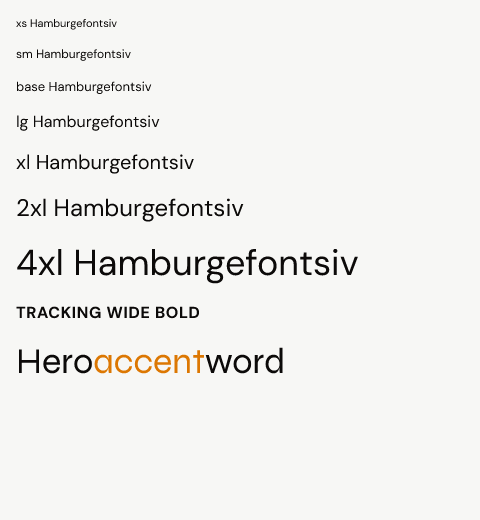 xs Hamburgefontsiv
sm Hamburgefontsiv
base Hamburgefontsiv
lg Hamburgefontsiv
xl Hamburgefontsiv
2xl Hamburgefontsiv
4xl Hamburgefontsiv
TRACKING WIDE BOLD
Heroaccentword